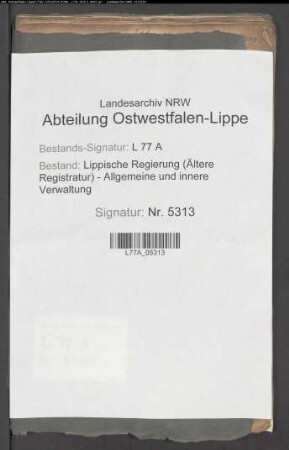 Landesarchiv NRW
Abteilung Ostwestfalen-Lippe
Bestands-Signatur: L 77 A
Bestand: Lippische Regierung (Ältere
Registratur) - Allgemeine und innere
Verwaltung
Signatur: Nr. 5313
L77A_05313